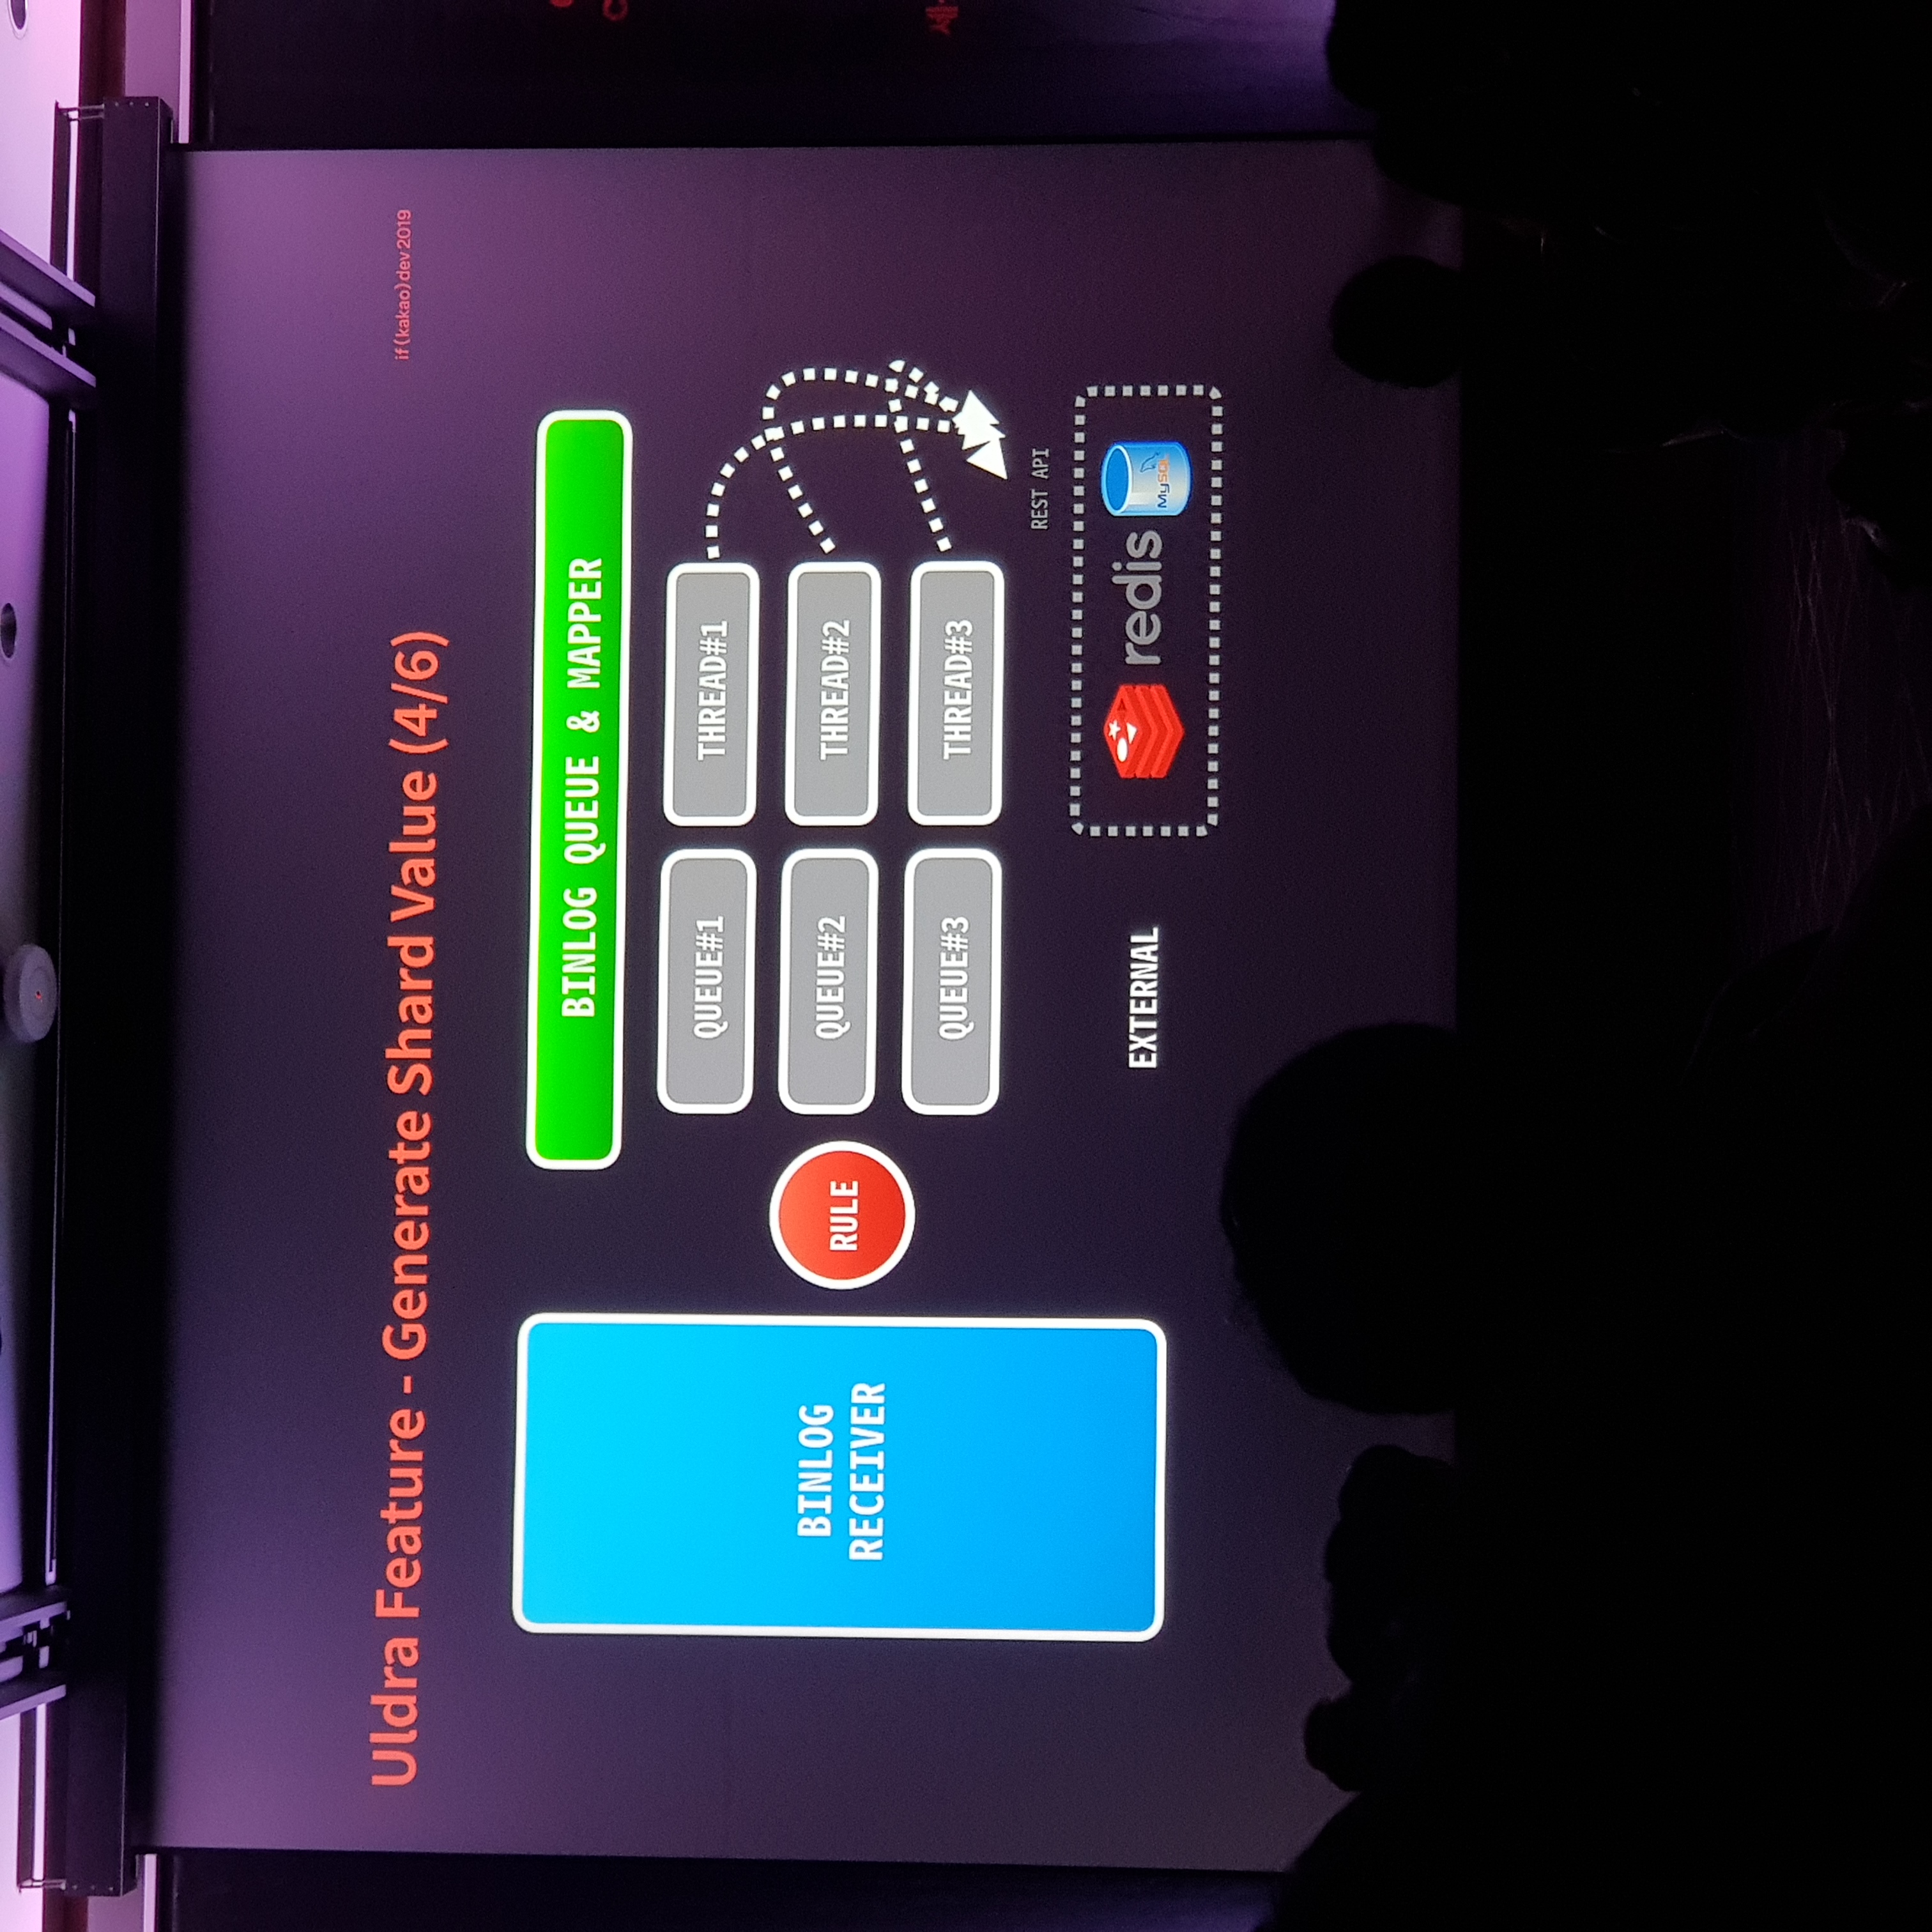 Uldra Feature - Generate Shard Value (4/6)
if(kakao)dev2019
BINLOG
RECEIVER
RULE
BINLOG QUEUE & MAPPER
QUEUE#1
THREAD#1
QUEUE#2
THREAD#2
QUEUE#3
THREAD#3
REST API
EXTERNAL
redis
MySQL